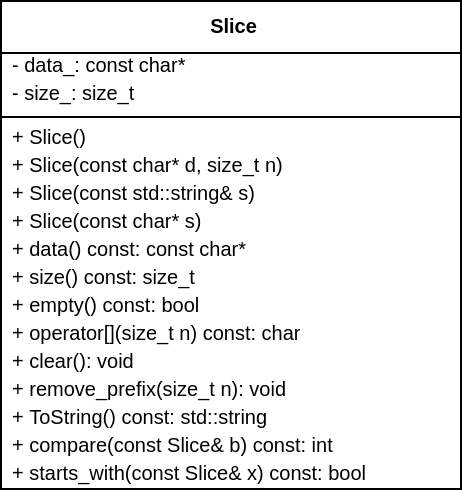 Slice
- data_: const char*
- size_: size_t
+ Slice()
+ Slice(const char* d, size_t n)
+ Slice(const std::string& s)
+ Slice(const char* s)
+ data() const: const char*
+ size() const: size_t
+ empty() const: bool
+ operator[](size_t n) const: char
+ clear(): void
+ remove_prefix(size_t n): void
+ ToString() const: std::string
+ compare(const Slice& b) const: int
+ starts_with(const Slice& x) const: bool